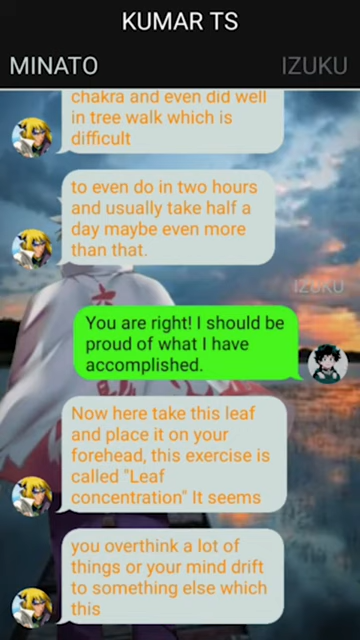 KUMAR TS
MINATO
IZUKU
chakra and even did well
in tree walk which is
difficult
to even do in two hours
and usually take half a
day maybe even more
than that.
IZUKU
You are right! I should be
proud of what I have
accomplished.
Now here take this leaf
and place it on your
forehead, this exercise is
called "Leaf
concentration" It seems
you overthink a lot of
things or your mind drift
to something else which
this